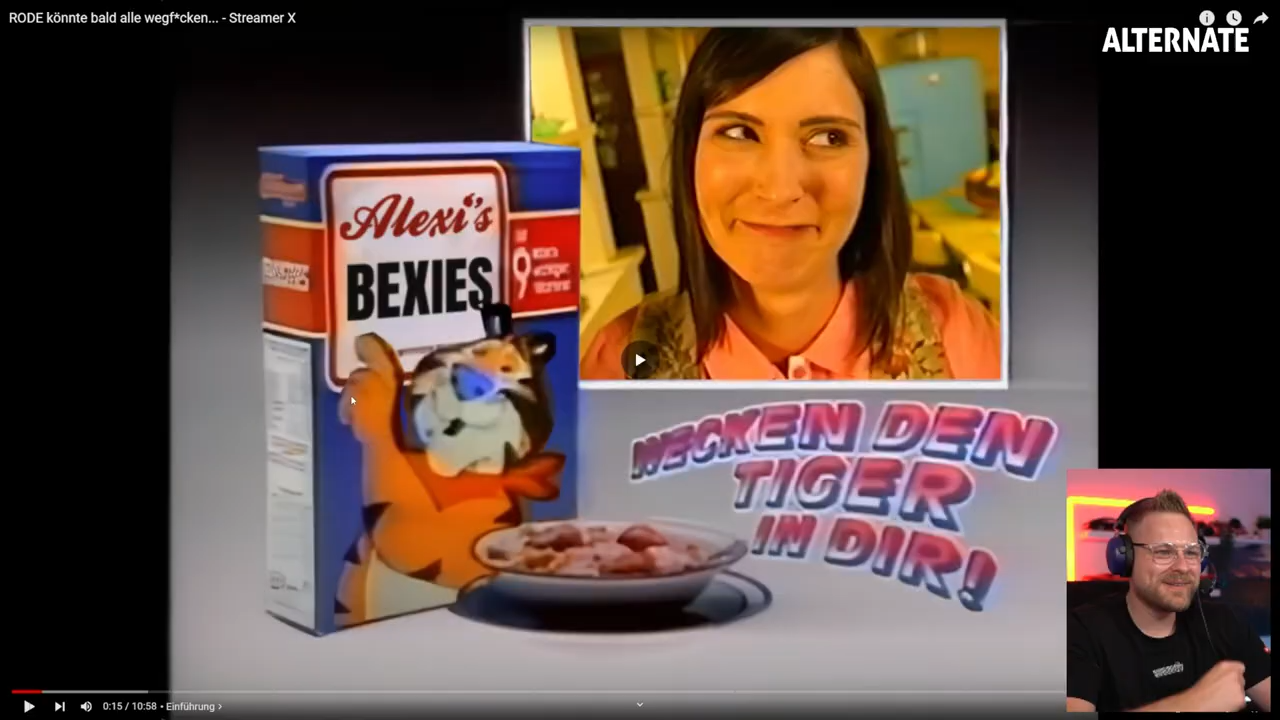 RODE könnte bald alle wegf*cken... - Streamer X
ALTERNATE
Alexi's
BEXIES
9
WECKEN DEN
TIGER
IN DIR!
0:15 / 10:58 • Einführung ›